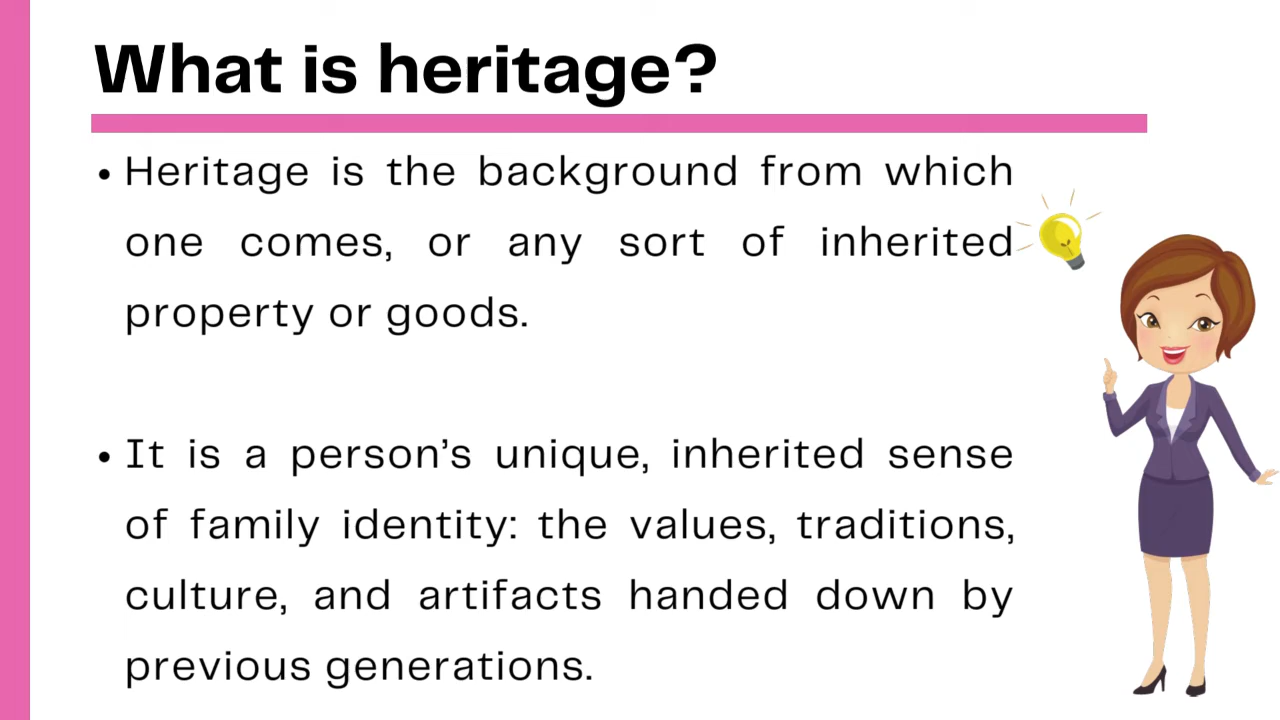 What is heritage?
• Heritage is the background from which
one comes, or any sort of inherited
property or goods.
• It is a person’s unique, inherited sense
of family identity: the values, traditions,
culture, and artifacts handed down by
previous generations.